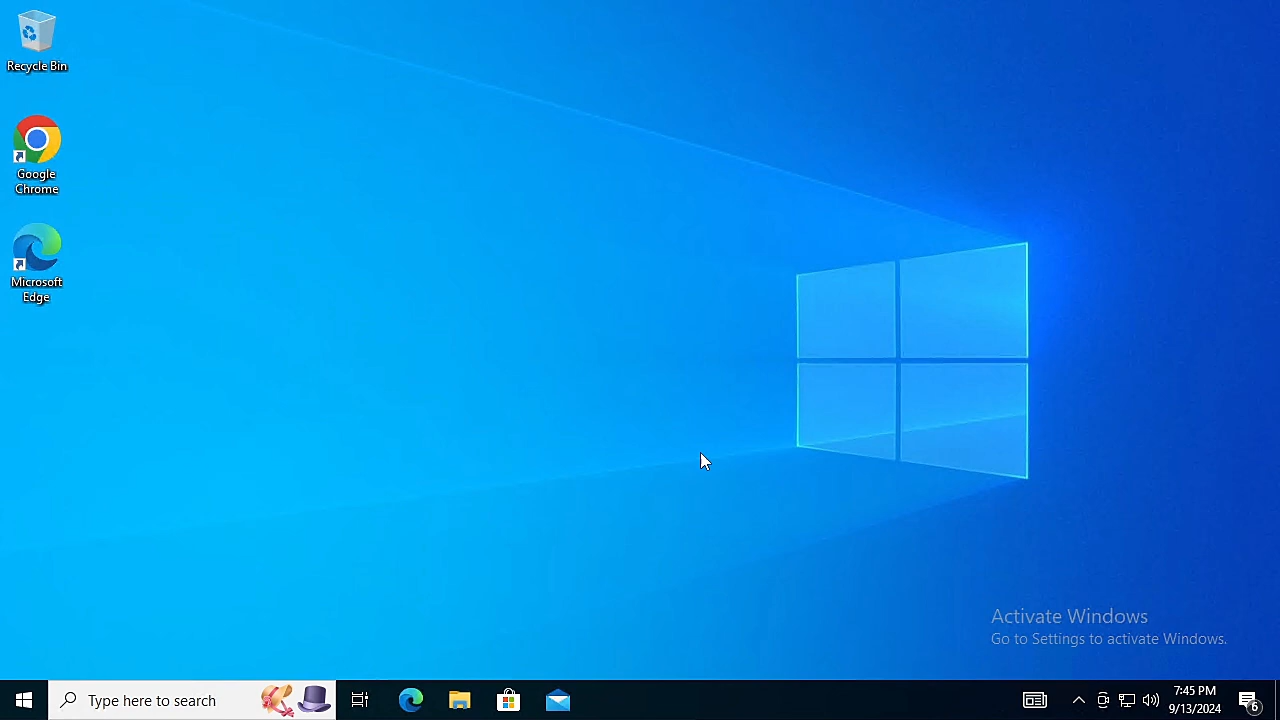 Recycle Bin
Google
Chrome
Microsoft
Edge
Activate Windows
Go to Settings to activate Windows.
Type here to search
7:45 PM
9/13/2024
6